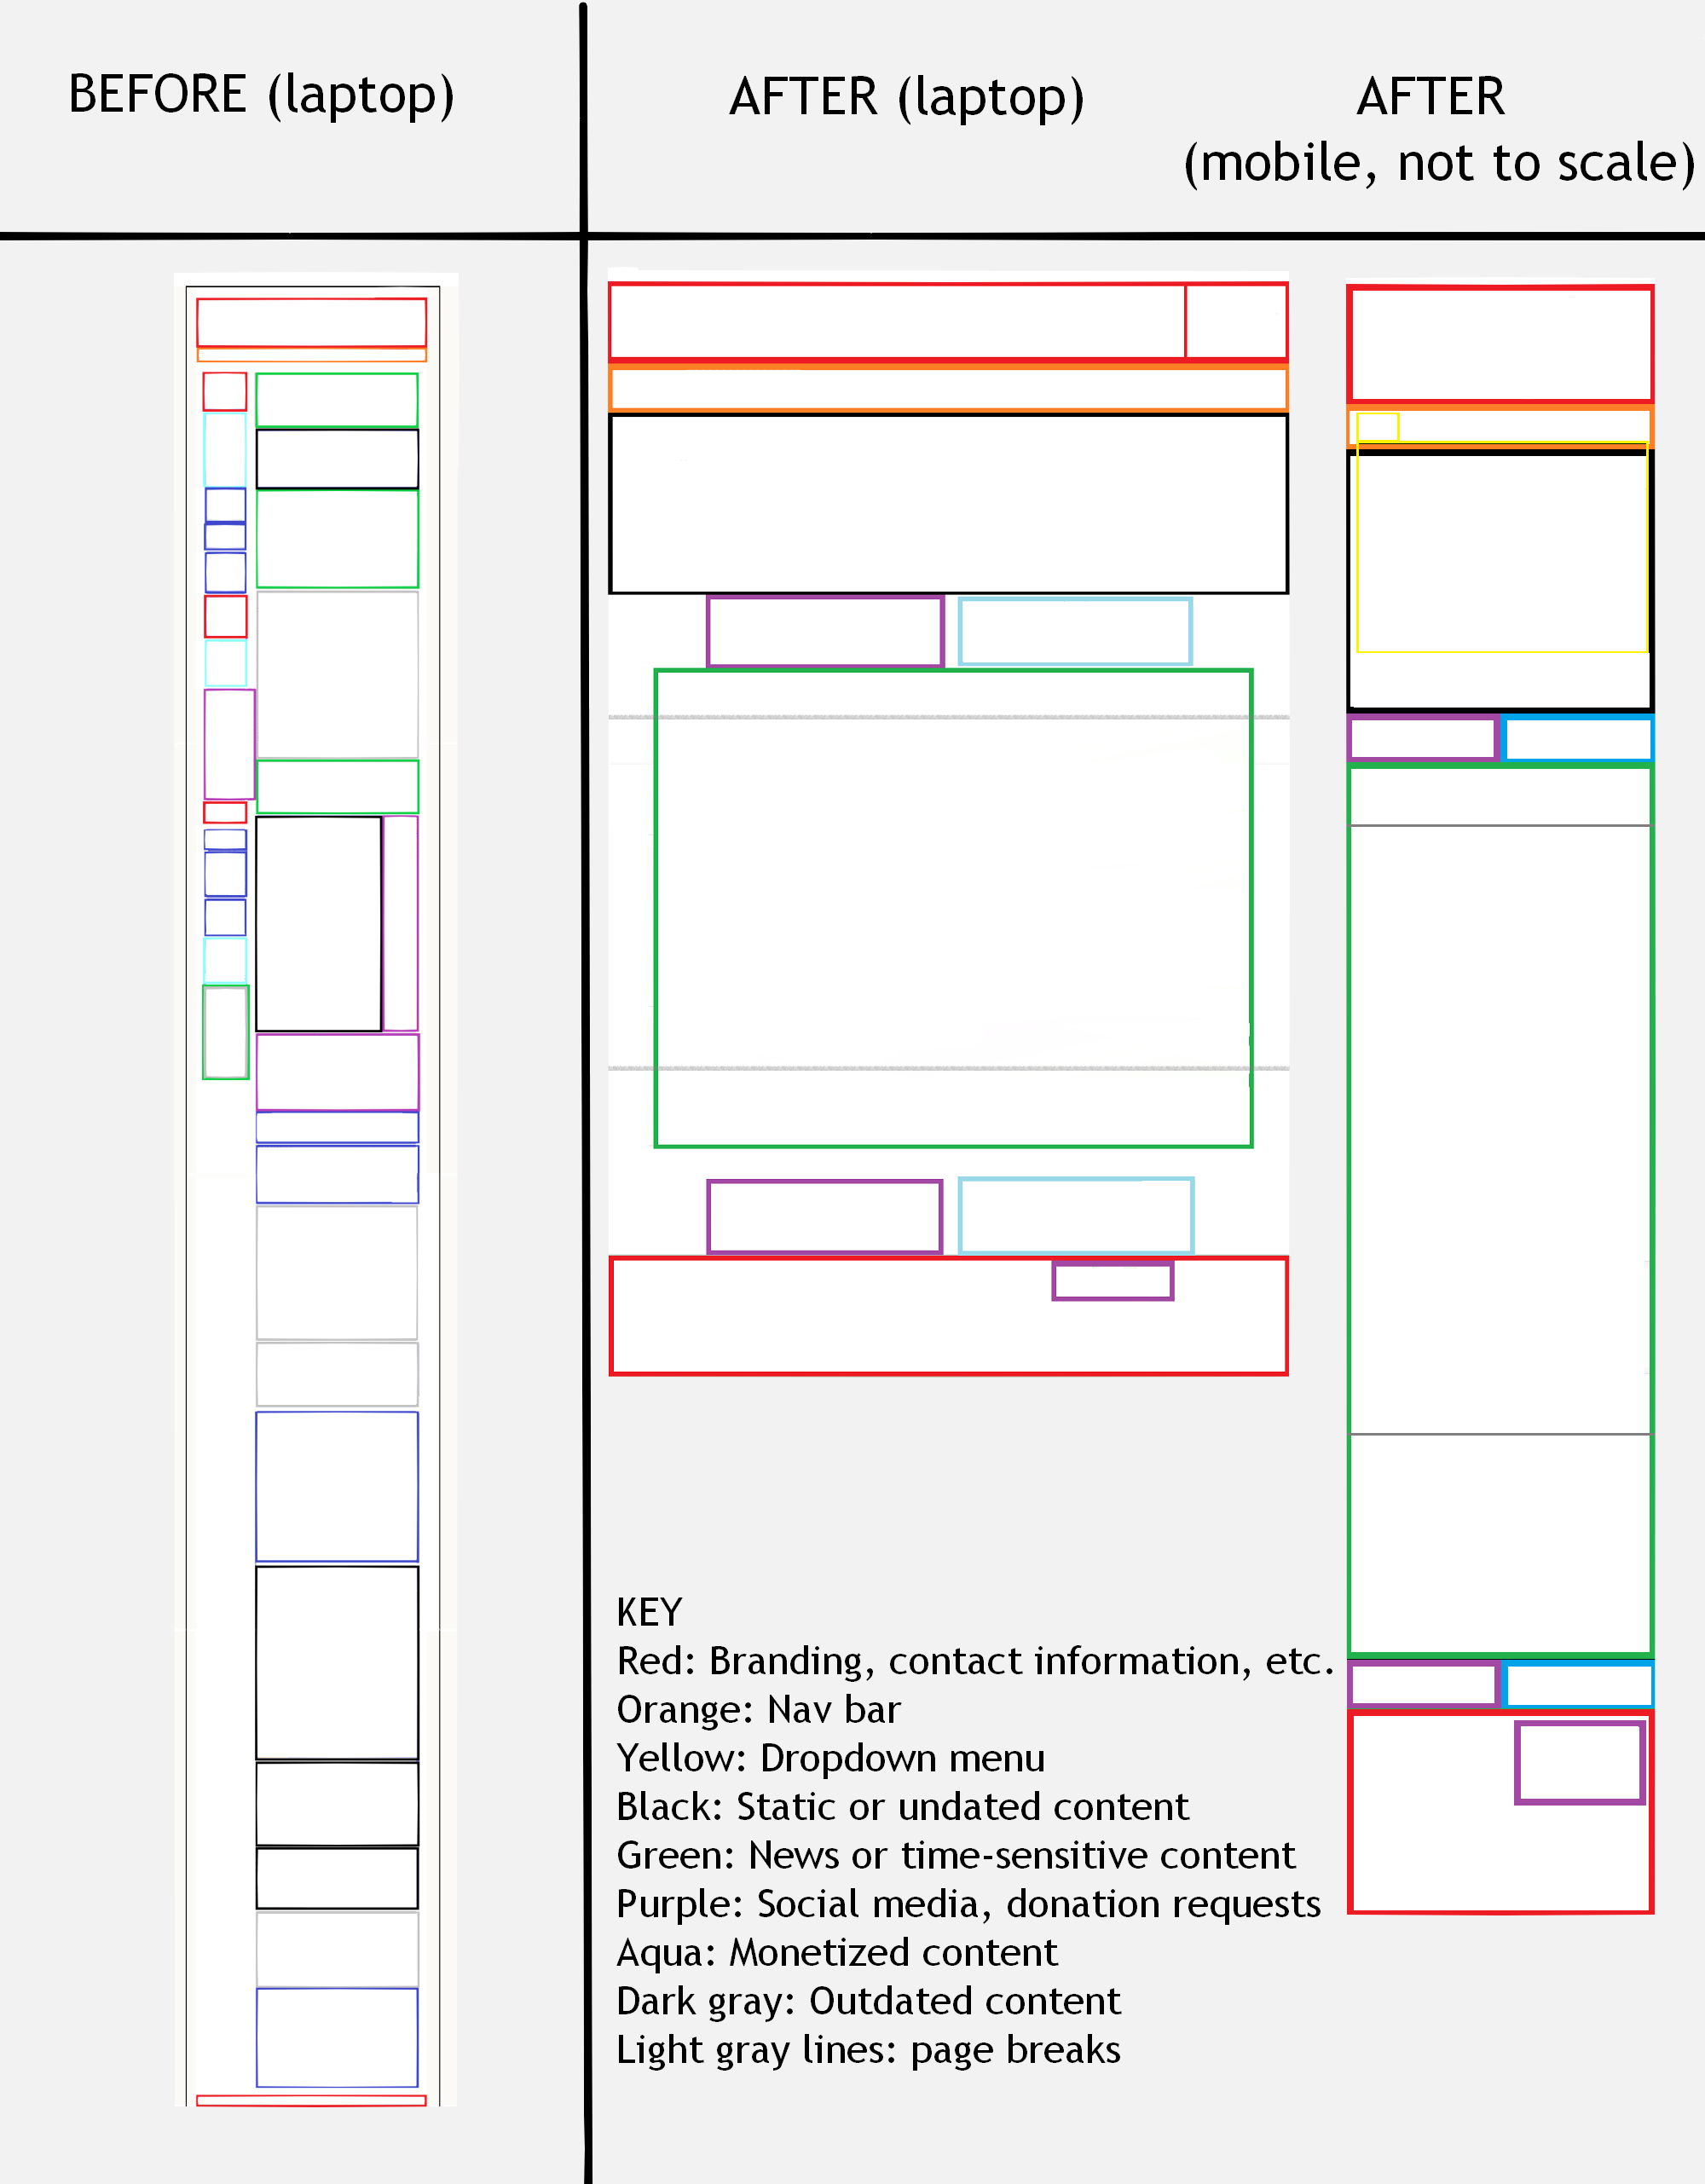 BEFORE (laptop)
AFTER (laptop)
AFTER
(mobile, not to scale)
KEY
Red: Branding, contact information, etc.
Orange: Nav bar
Yellow: Dropdown menu
Black: Static or undated content
Green: News or time-sensitive content
Purple: Social media, donation requests
Aqua: Monetized content
Dark gray: Outdated content
Light gray lines: page breaks